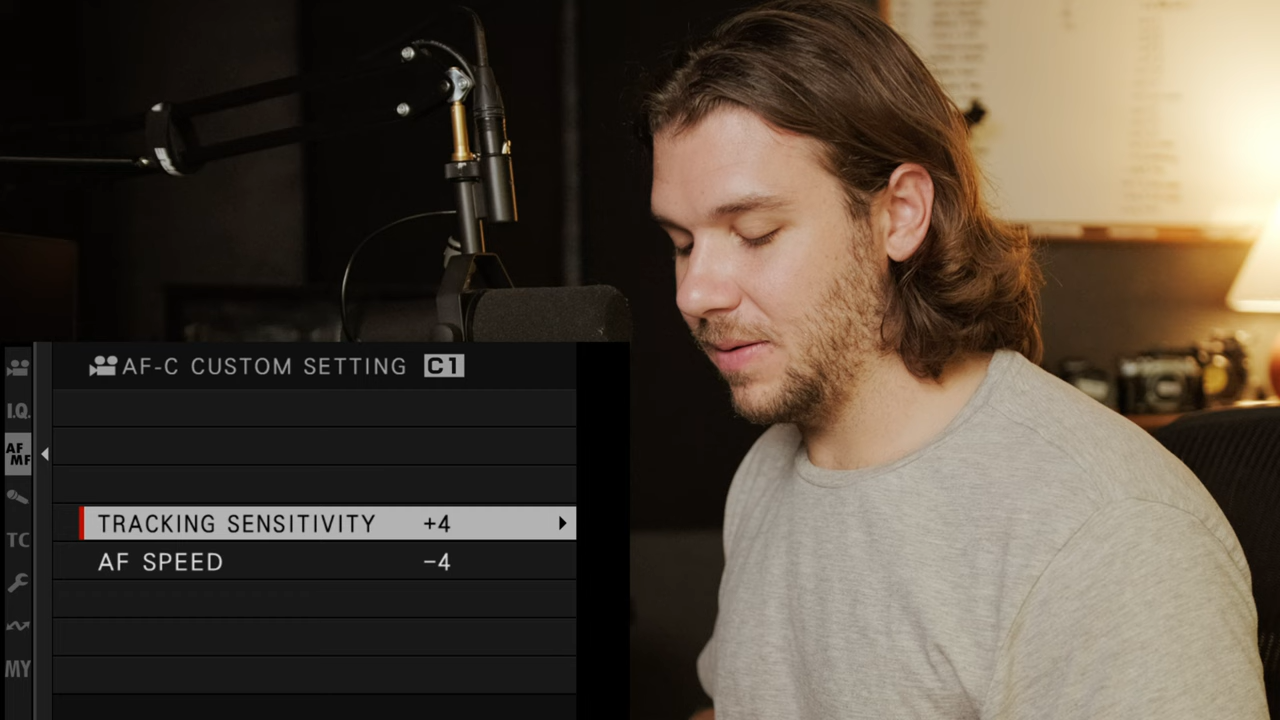 AF-C CUSTOM SETTING C1
I.Q.
AF
MF
TRACKING SENSITIVITY +4
TC
AF SPEED -4
MY